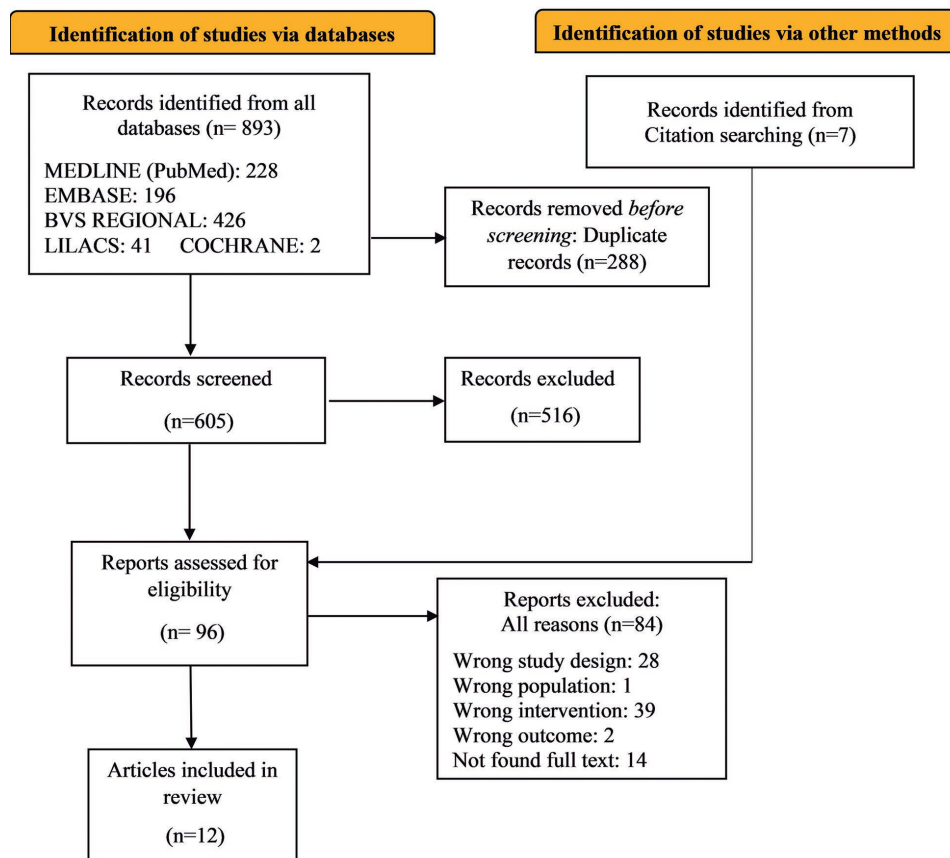 Identification of studies via databases
Identification of studies via other methods
Records identified from all
databases (n= 893)
MEDLINE (PubMed): 228
EMBASE: 196
BVS REGIONAL: 426
LILACS: 41 COCHRANE: 2
Records identified from
Citation searching (n=7)
Records removed before
screening: Duplicate
records (n=288)
Records screened
(n=605)
Records excluded
(n=516)
Reports assessed for
eligibility
(n= 96)
Reports excluded:
All reasons (n=84)
Wrong study design: 28
Wrong population: 1
Wrong intervention: 39
Wrong outcome: 2
Not found full text: 14
Articles included in
review
(n=12)